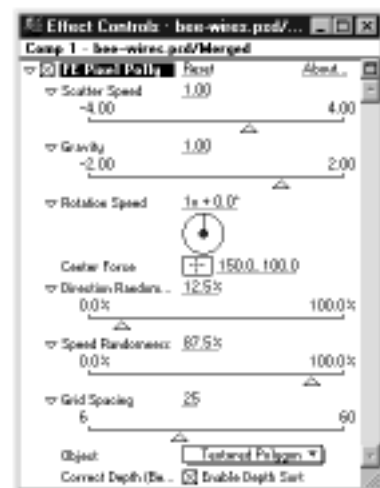 Effect Controls · bee-wires.psd/...
Comp 1 - bee-wires.psd/Merged
FE Pixel Polly Reset About...
Scatter Speed 1.00
-4.00 4.00
Gravity 1.00
-2.00 2.00
Rotation Speed 1x + 0.0°
Center Force 150.0, 100.0
Direction Random... 12.5%
0.0% 100.0%
Speed Randomness 87.5%
0.0% 100.0%
Grid Spacing 25
6 60
Object Textured Polygon
Correct Depth (Be... Enable Depth Sort